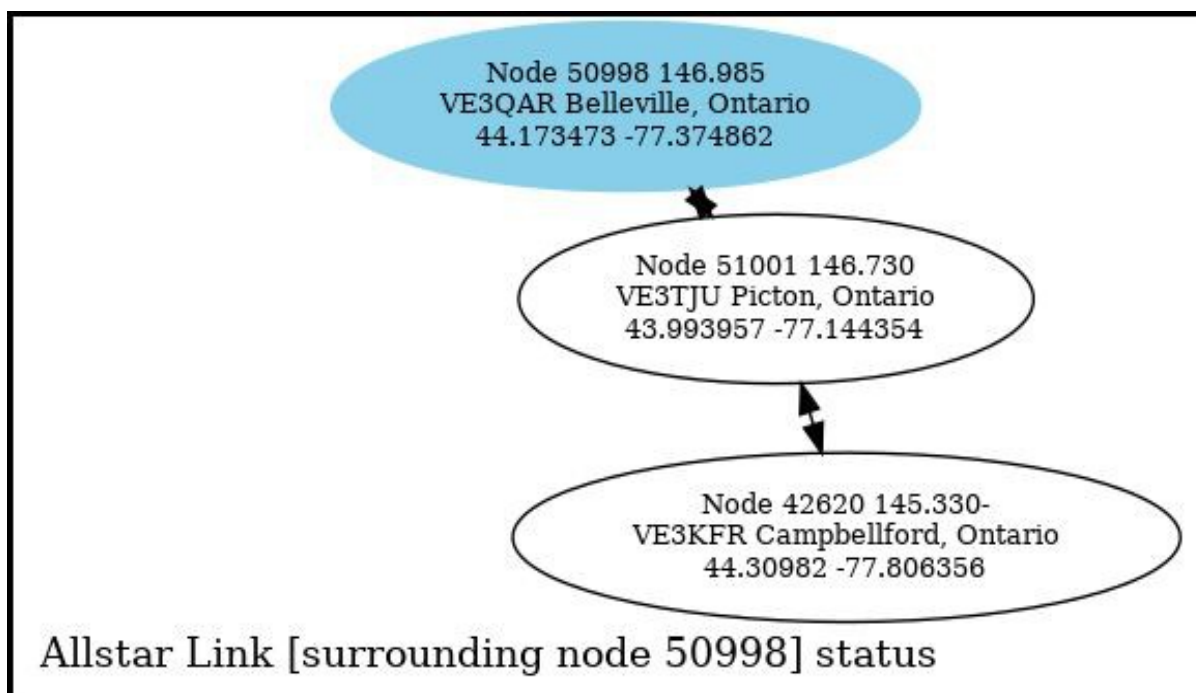 Node 50998 146.985
VE3QAR Belleville, Ontario
44.173473 -77.374862
Node 51001 146.730
VE3TJU Picton, Ontario
43.993957 -77.144354
Node 42620 145.330-
VE3KFR Campbellford, Ontario
44.30982 -77.806356
Allstar Link [surrounding node 50998] status